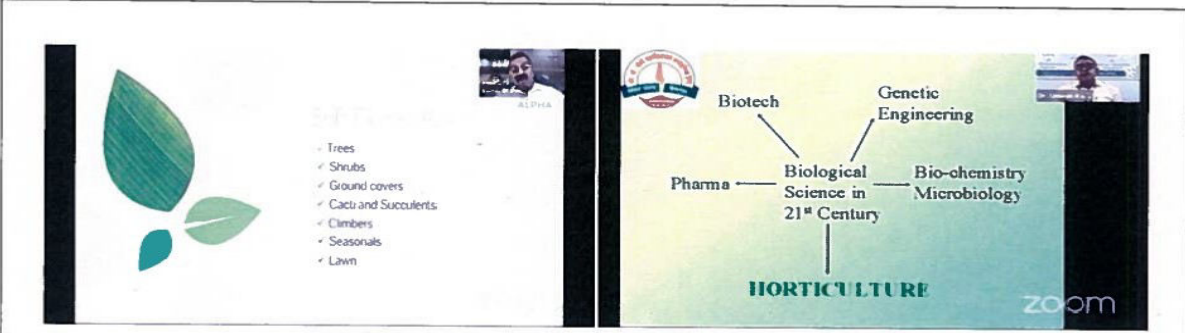 ALPHA
Trees
✓ Shrubs
✓ Ground covers
✓ Cacti and Succulents
✓ Climbers
✓ Seasonals
✓ Lawn
Biotech
Genetic
Engineering
Pharma
Biological
Science in
21st Century
Bio-chemistry
Microbiology
HORTICULTURE
zoom